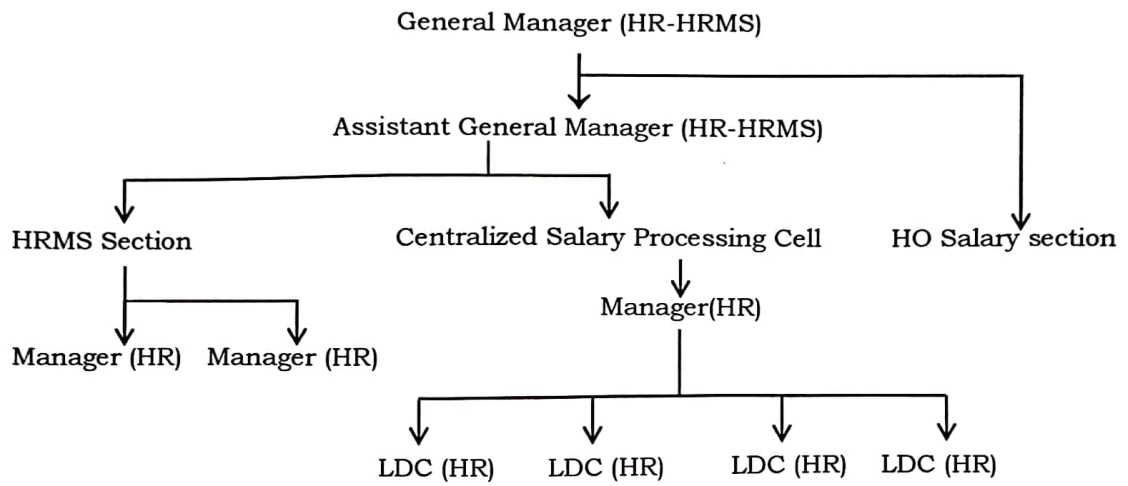 General Manager (HR-HRMS)
Assistant General Manager (HR-HRMS)
HRMS Section
Centralized Salary Processing Cell
HO Salary section
Manager(HR)
Manager (HR)
Manager (HR)
LDC (HR)
LDC (HR)
LDC (HR)
LDC (HR)